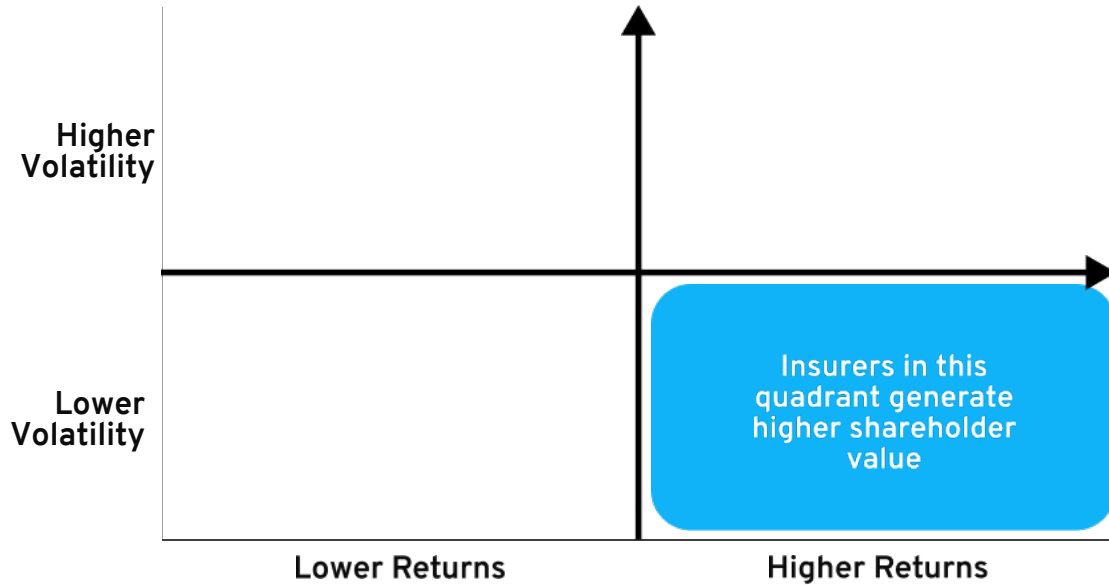 Higher
Volatility
Insurers in this
quadrant generate
higher shareholder
value
Lower
Volatility
Lower Returns
Higher Returns